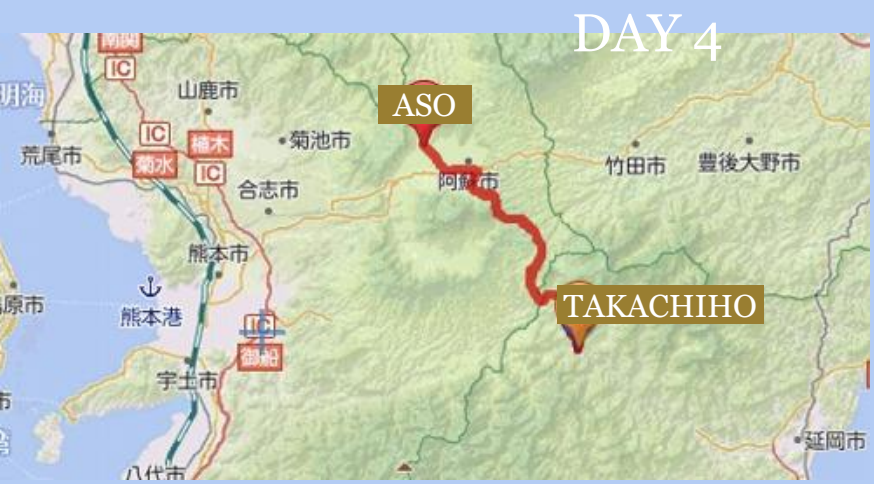 DAY 4
南関
IC
山鹿市
ASO
IC
植木
菊池市
荒尾市
菊水
IC
竹田市
豊後大野市
合志市
阿蘇市
熊本市
TAKACHIHO
熊本港
IC
御船
宇土市
延岡市
八代市